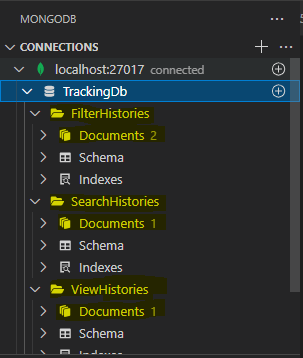 MONGODB
CONNECTIONS
localhost:27017 connected
TrackingDb
FilterHistories
Documents 2
Schema
Indexes
SearchHistories
Documents 1
Schema
Indexes
ViewHistories
Documents 1
Schema
Indexes